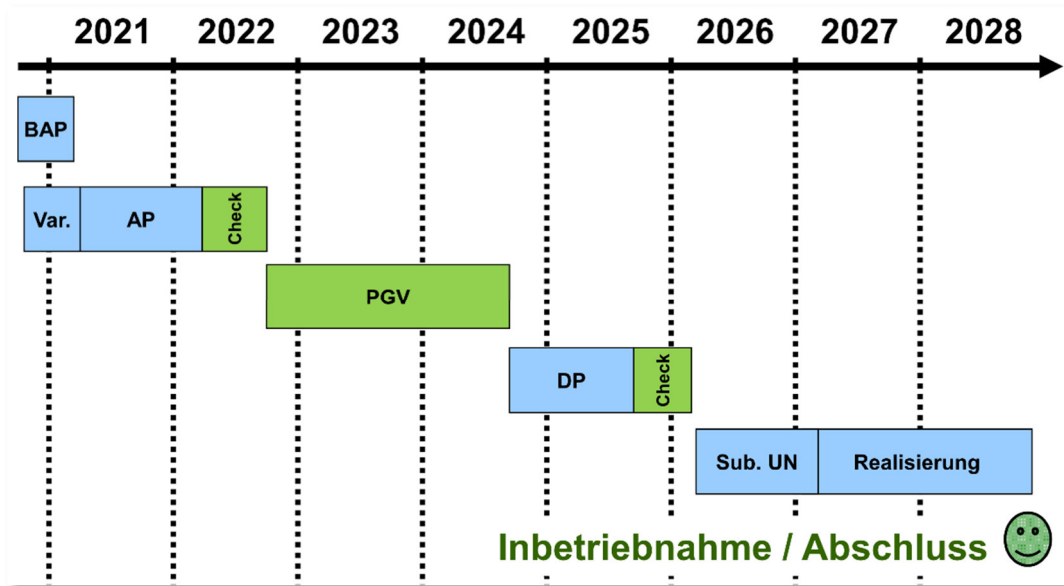 2021 2022 2023 2024 2025 2026 2027 2028
BAP
Var. AP Check
PGV
DP Check
Sub. UN Realisierung
Inbetriebnahme / Abschluss